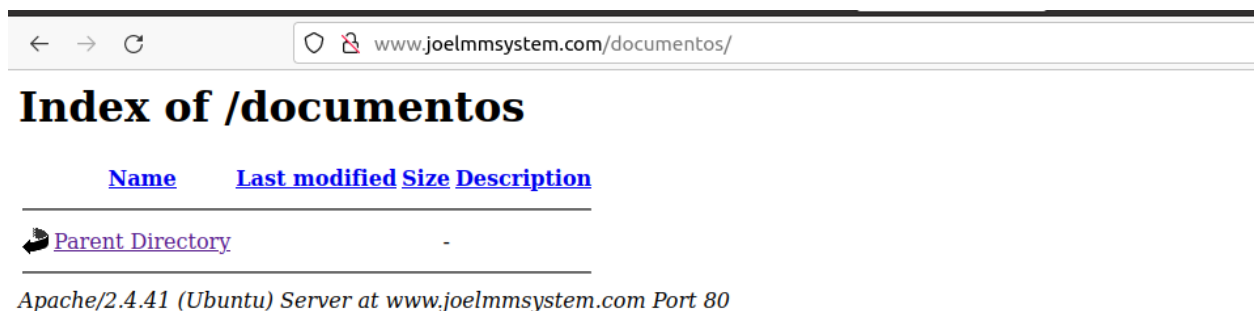 www.joelmmsystem.com/documentos/
Index of /documentos
Name Last modified Size Description
Parent Directory -
Apache/2.4.41 (Ubuntu) Server at www.joelmmsystem.com Port 80